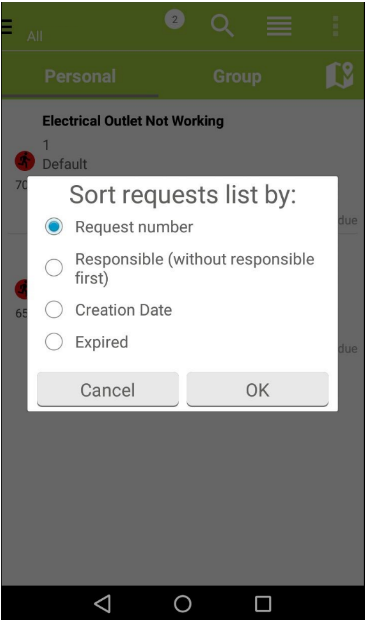 2
All
Personal Group
Electrical Outlet Not Working
1
Default
70
due
Sort requests list by:
Request number
Responsible (without responsible
first)
Creation Date
Expired
65
due
Cancel OK